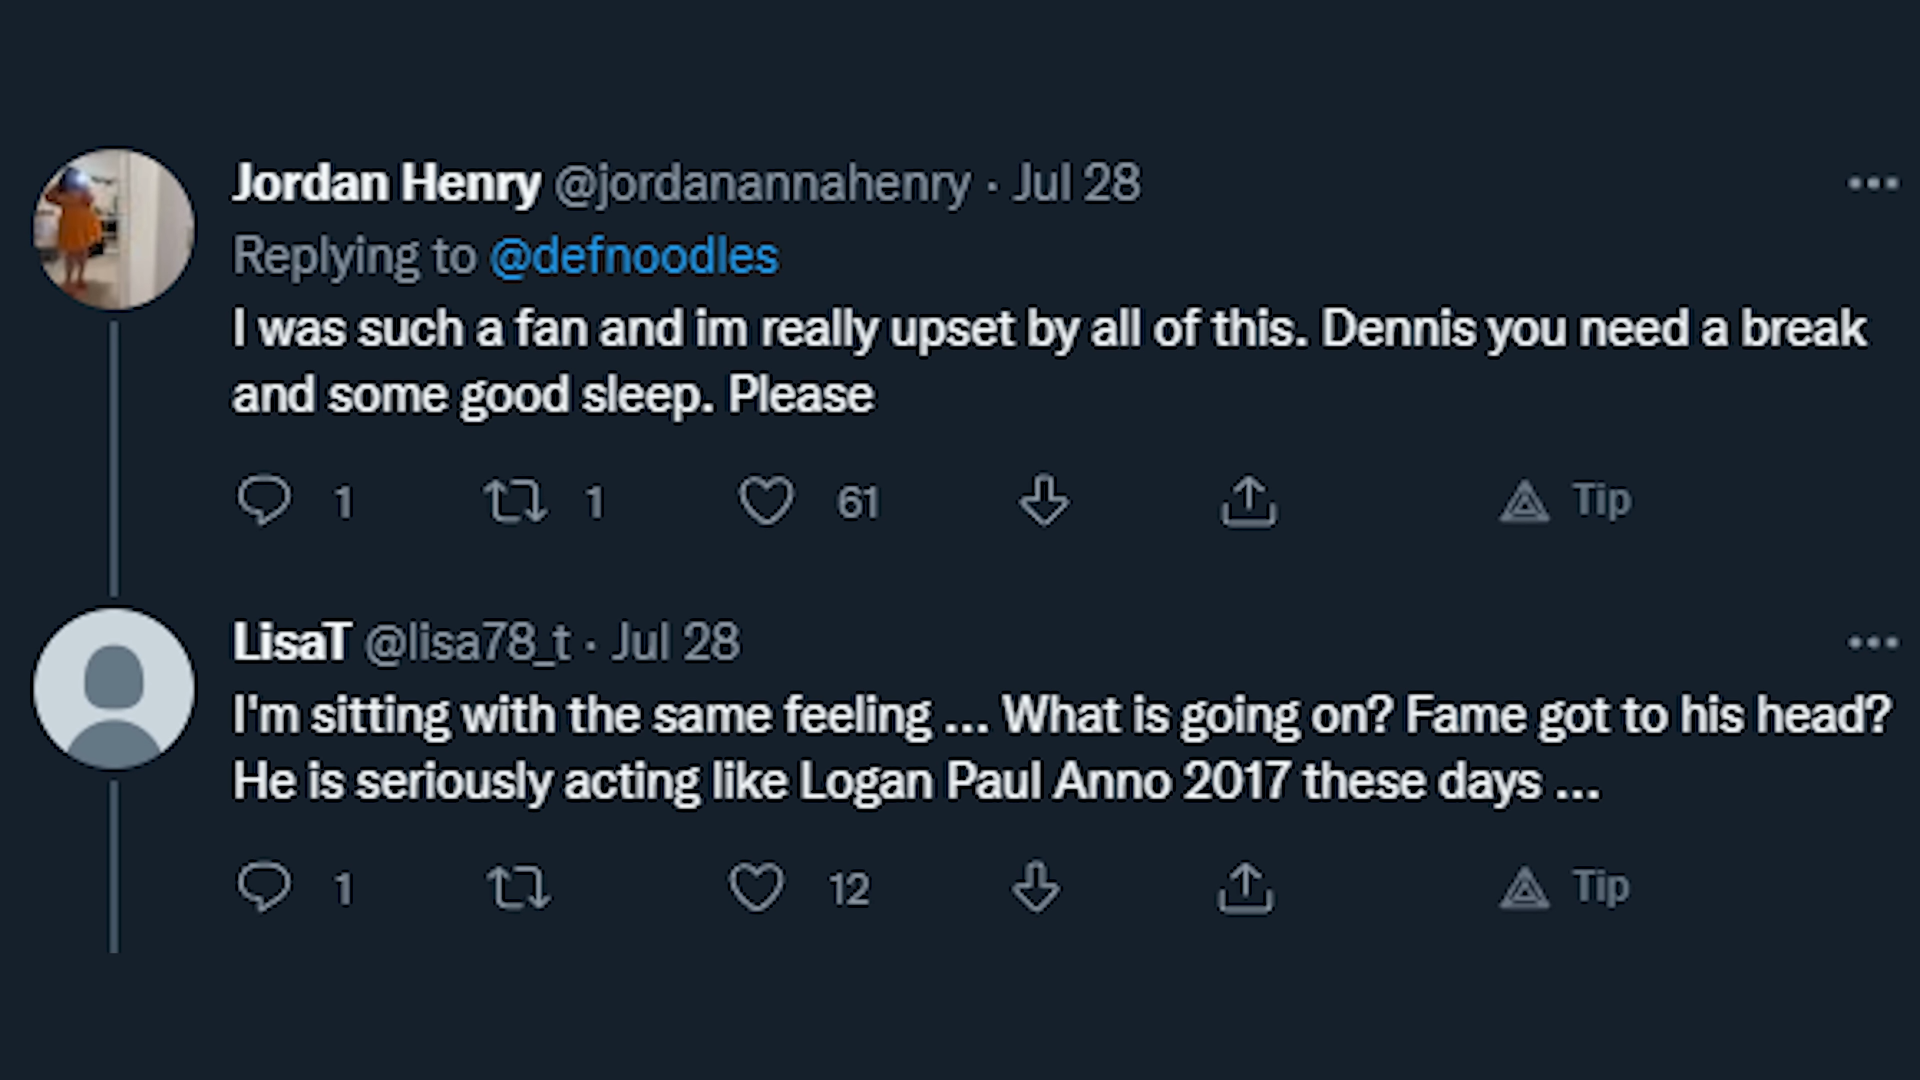 Jordan Henry @jordanannahenry · Jul 28
Replying to @defnoodles
I was such a fan and im really upset by all of this. Dennis you need a break
and some good sleep. Please
1 1 61 Tip
LisaT @lisa78_t · Jul 28
I'm sitting with the same feeling ... What is going on? Fame got to his head?
He is seriously acting like Logan Paul Anno 2017 these days ...
1 12 Tip